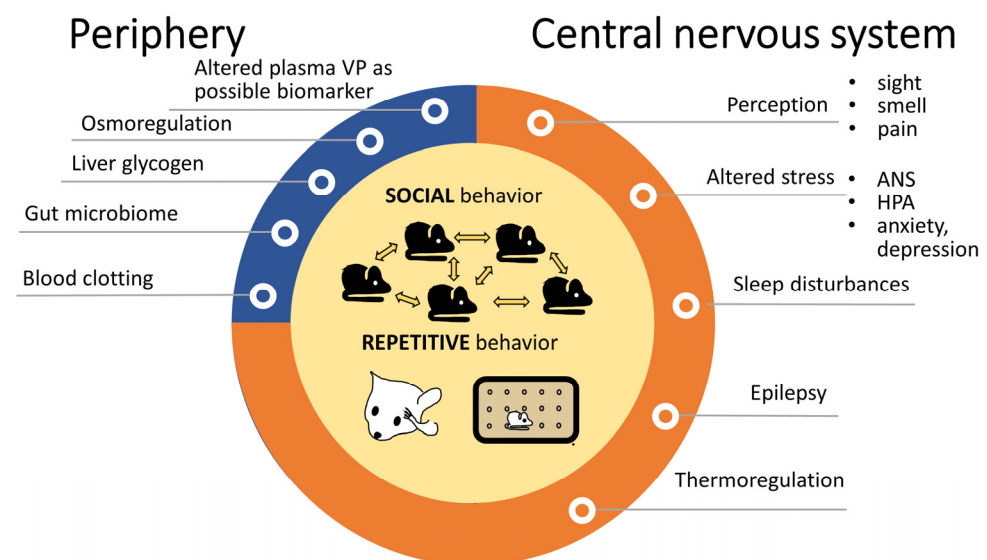 Periphery
Central nervous system
Altered plasma VP as
possible biomarker
Osmoregulation
Liver glycogen
Gut microbiome
Blood clotting
Perception
• sight
• smell
• pain
Altered stress
• ANS
• HPA
• anxiety,
depression
Sleep disturbances
Epilepsy
Thermoregulation
SOCIAL behavior
REPETITIVE behavior